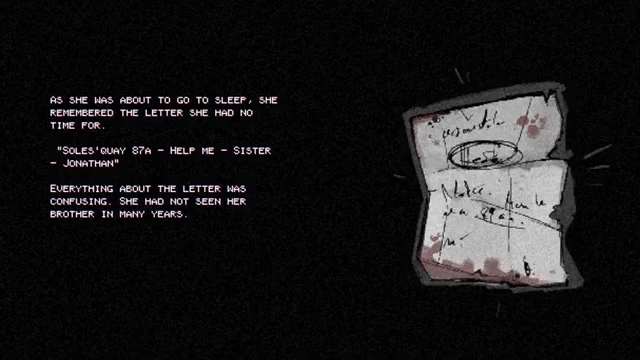 AS SHE WAS ABOUT TO GO TO SLEEP, SHE
REMEMBERED THE LETTER SHE HAD NO
TIME FOR.
"SOLES'QUAY 87A - HELP ME - SISTER
- JONATHAN"
EVERYTHING ABOUT THE LETTER WAS
CONFUSING. SHE HAD NOT SEEN HER
BROTHER IN MANY YEARS.